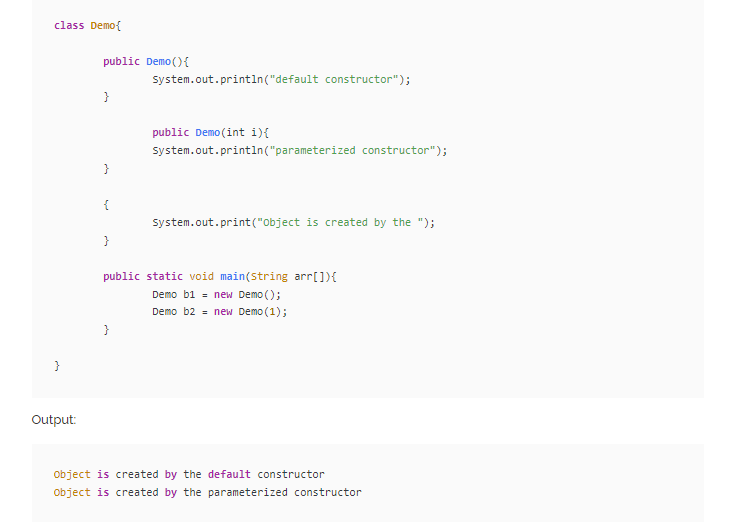 class Demo{
public Demo(){
System.out.println("default constructor");
}
public Demo(int i){
System.out.println("parameterized constructor");
}
{
System.out.print("Object is created by the ");
}
public static void main(String arr[]){
Demo b1 = new Demo();
Demo b2 = new Demo(1);
}
}
Output:
Object is created by the default constructor
Object is created by the parameterized constructor